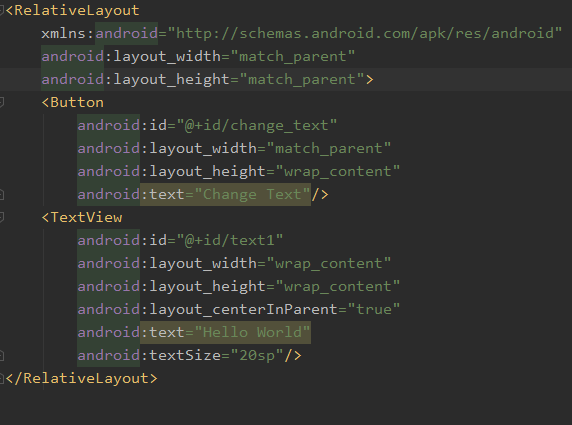 <RelativeLayout
    xmlns:android="http://schemas.android.com/apk/res/android"
    android:layout_width="match_parent"
    android:layout_height="match_parent">
    <Button
        android:id="@+id/change_text"
        android:layout_width="match_parent"
        android:layout_height="wrap_content"
        android:text="Change Text"/>
    <TextView
        android:id="@+id/text1"
        android:layout_width="wrap_content"
        android:layout_height="wrap_content"
        android:layout_centerInParent="true"
        android:text="Hello World"
        android:textSize="20sp"/>
</RelativeLayout>